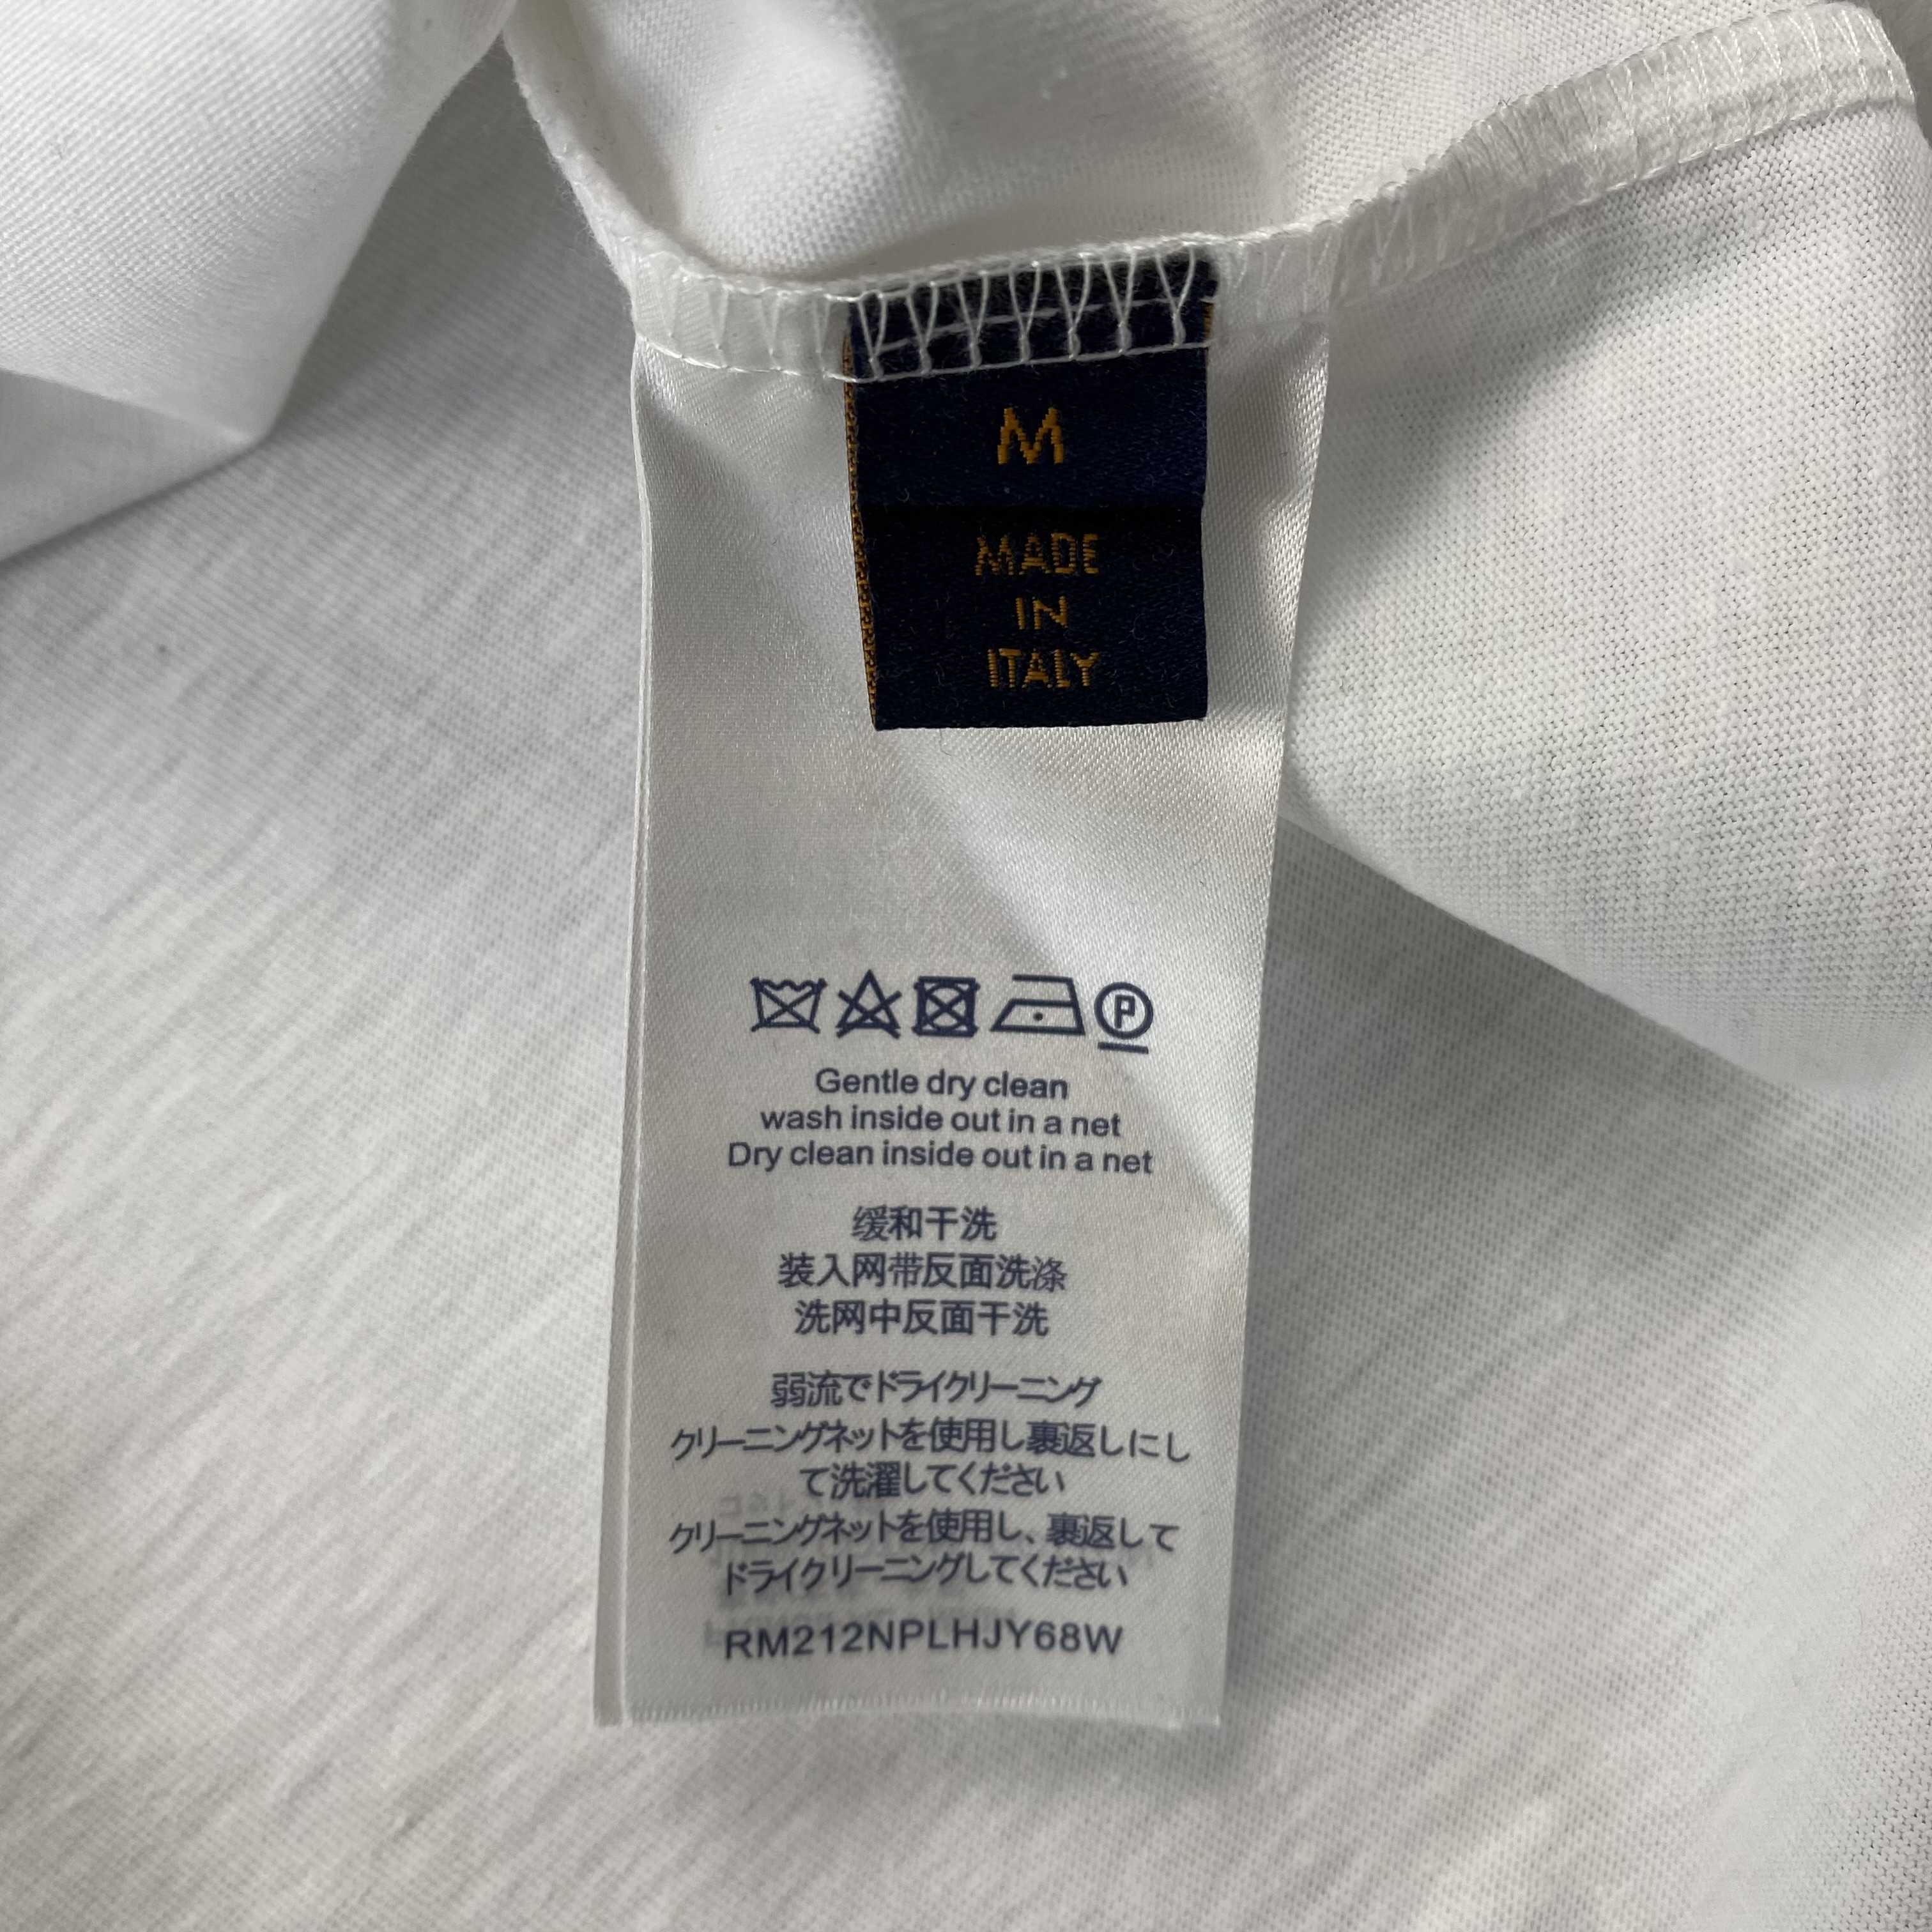 M
MADE
IN
ITALY
P
Gentle dry clean
wash inside out in a net
Dry clean inside out in a net
缓和干洗
装入网带反面洗涤
洗网中反面干洗
弱流でドライクリーニング
クリーニングネットを使用し裏返しにし
て洗濯してください
クリーニングネットを使用し、裏返して
ドライクリーニングしてください
RM212NPLHJY68W